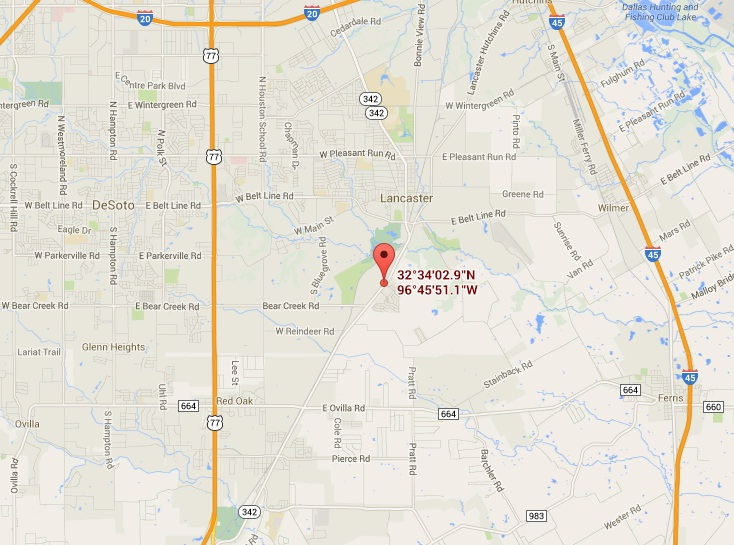 Hutchins
Dallas Hunting and
Fishing Club Lake
20
20
45
Cedardale Rd
Bonnie View Rd
Lancaster Hutchins Rd
S Main St
77
Fulghum Rd
E Centre Park Blvd
342
W Wintergreen Rd
E Pleasant Run Rd
ntergreen Rd
E Wintergreen Rd
342
N Westmoreland Rd
N Hampton Rd
N Polk St
N Houston School Rd
Chapman D
Pinto Rd
Miller Ferry Rd
77
W Pleasant Run Rd
E Pleasant Run Rd
E Belt Line Rd
S Cockrell Hill Rd
W Belt Line Rd
DeSoto
E Belt Line Rd
W Belt Line Rd
Lancaster
Greene Rd
Wilmer
W Main St
E Belt Line Rd
Eagle Dr
S Hampton Rd
Sunrise Rd
Mars Rd
W Parkerville Rd
E Parkerville Rd
S Bluegrove Rd
45
Van Rd
Patrick Pike Rd
32°34'02.9"N
96°45'51.1"W
Malloy Bridg
W Bear Creek Rd
E Bear Creek Rd
Bear Creek Rd
W Reindeer Rd
Lariat Trail
Glenn Heights
Lee St
Pratt Rd
Stainback Rd
45
Uhl Rd
664
664
Red Oak
Ferris
660
E Ovilla Rd
664
Ovilla
S Hampton Rd
77
Cole Rd
Ovilla Rd
Pierce Rd
Pratt Rd
Barchler Rd
342
983
Wester Rd
Rd